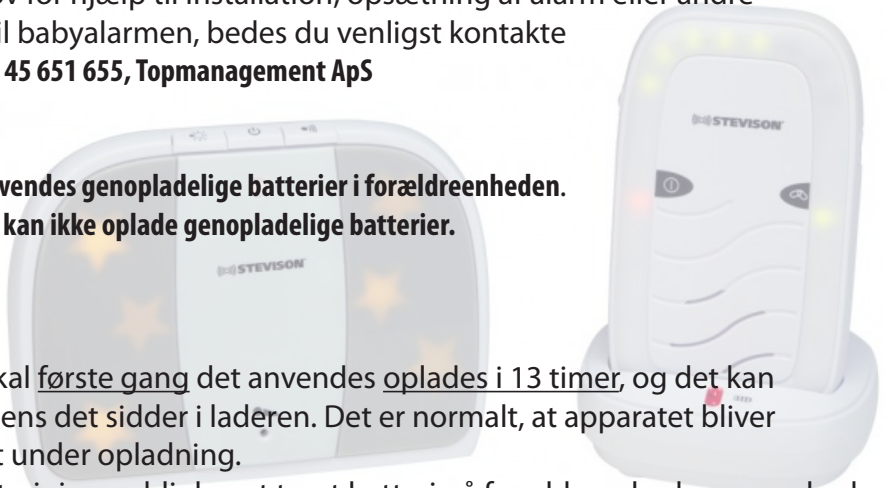 for hjælp til installation, opsætning af alarm eller andre
til babyalarmen, bedes du venligst kontakte
45 651 655, Topmanagement ApS
STEVISON
vendes genopladelige batterier i forældreenheden.
kan ikke oplade genopladelige batterier.
STEVISON
kal første gang det anvendes oplades i 13 timer, og det kan
ens det sidder i laderen. Det er normalt, at apparatet bliver
t under opladning.